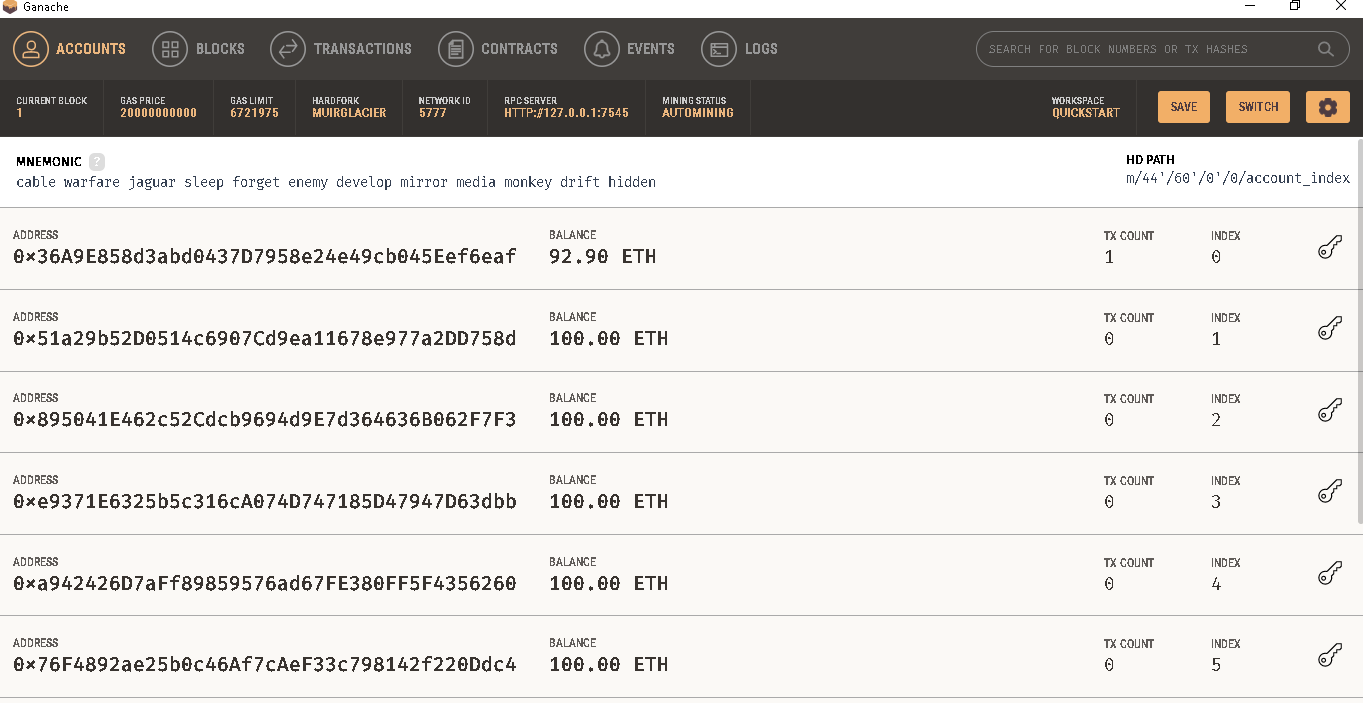 Ganache
ACCOUNTS BLOCKS TRANSACTIONS CONTRACTS EVENTS LOGS SEARCH FOR BLOCK NUMBERS OR TX HASHES
CURRENT BLOCK GAS PRICE GAS LIMIT HARDFORK NETWORK ID RPC SERVER MINING STATUS WORKSPACE
1 20000000000 6721975 MUIRGLACIER 5777 HTTP://127.0.0.1:7545 AUTOMINING QUICKSTART SAVE SWITCH
MNEMONIC ? HD PATH
cable warfare jaguar sleep forget enemy develop mirror media monkey drift hidden m/44'/60'/0'/0/account_index
ADDRESS BALANCE TX COUNT INDEX
0x36A9E858d3abd0437D7958e24e49cb045Eef6eaf 92.90 ETH 1 0
ADDRESS BALANCE TX COUNT INDEX
0x51a29b52D0514c6907Cd9ea11678e977a2DD758d 100.00 ETH 0 1
ADDRESS BALANCE TX COUNT INDEX
0x895041E462c52Cdcb9694d9E7d364636B062F7F3 100.00 ETH 0 2
ADDRESS BALANCE TX COUNT INDEX
0xe9371E6325b5c316cA074D747185D47947D63dbb 100.00 ETH 0 3
ADDRESS BALANCE TX COUNT INDEX
0xa942426D7aFf89859576ad67FE380FF5F4356260 100.00 ETH 0 4
ADDRESS BALANCE TX COUNT INDEX
0x76F4892ae25b0c46Af7cAeF33c798142f220Ddc4 100.00 ETH 0 5